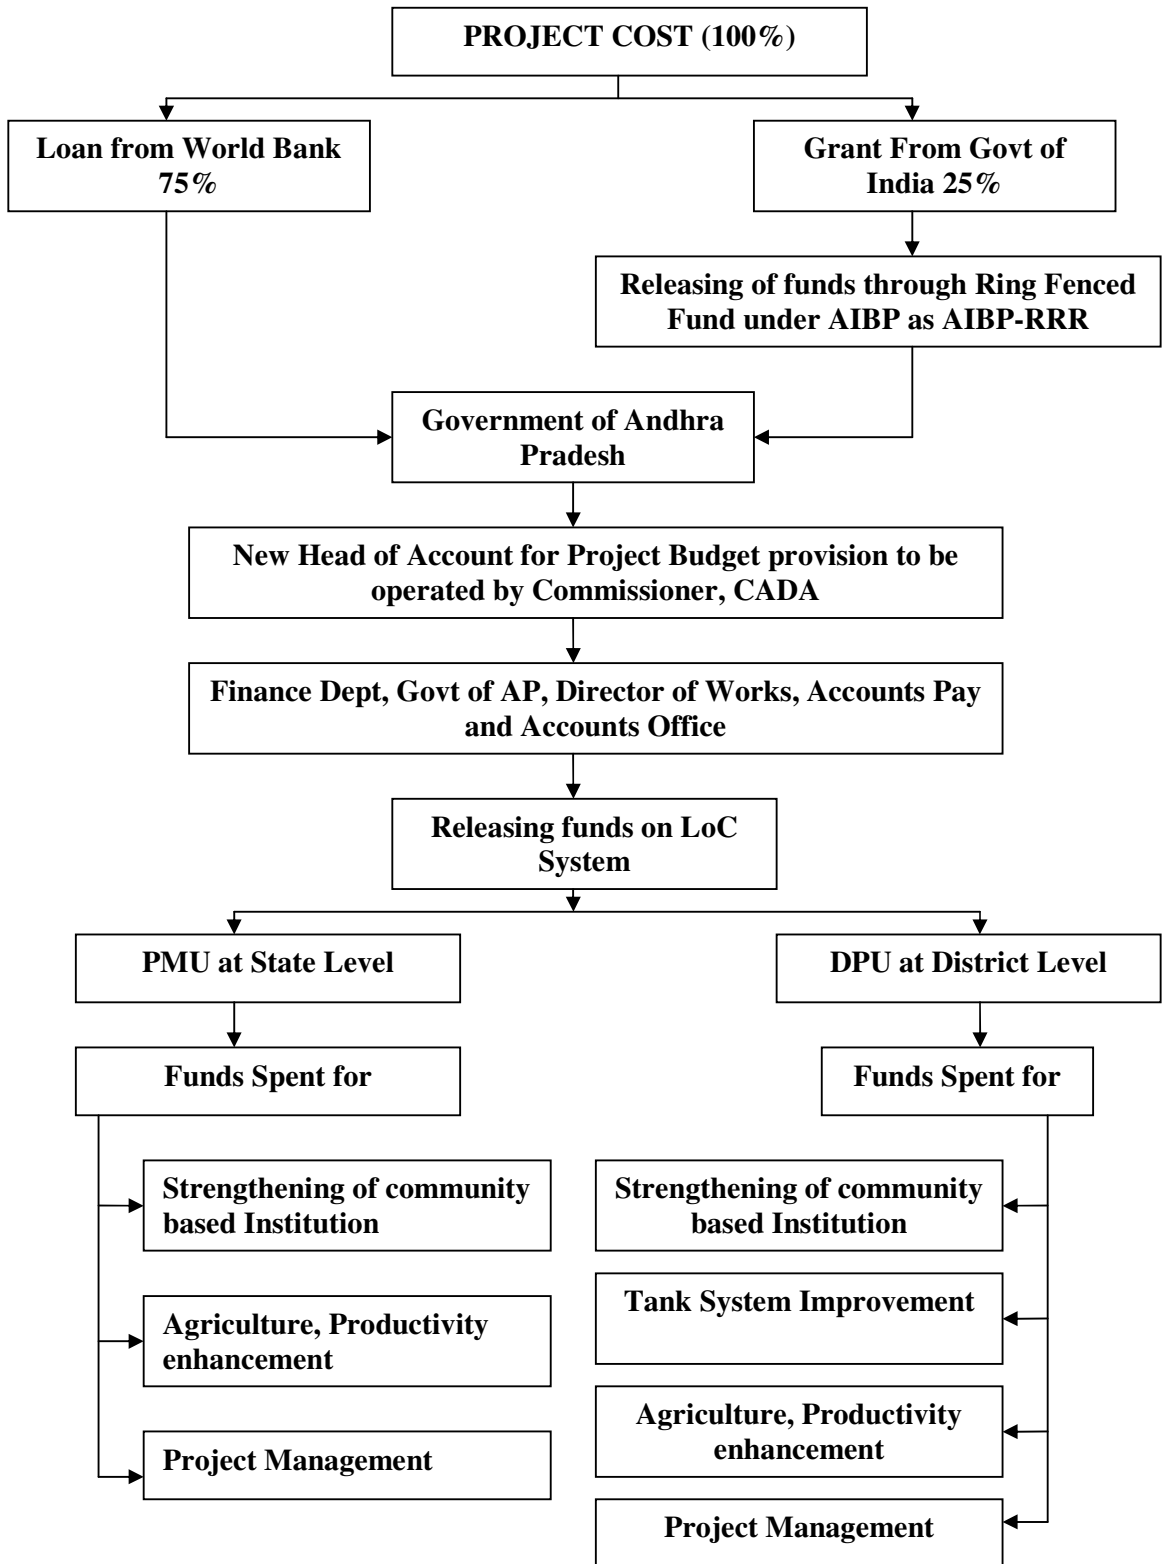 PROJECT COST (100%)
Loan from World Bank
75%
Grant From Govt of
India 25%
Releasing of funds through Ring Fenced
Fund under AIBP as AIBP-RRR
Government of Andhra
Pradesh
New Head of Account for Project Budget provision to be
operated by Commissioner, CADA
Finance Dept, Govt of AP, Director of Works, Accounts Pay
and Accounts Office
Releasing funds on LoC
System
PMU at State Level
DPU at District Level
Funds Spent for
Funds Spent for
Strengthening of community
based Institution
Agriculture, Productivity
enhancement
Project Management
Strengthening of community
based Institution
Tank System Improvement
Agriculture, Productivity
enhancement
Project Management